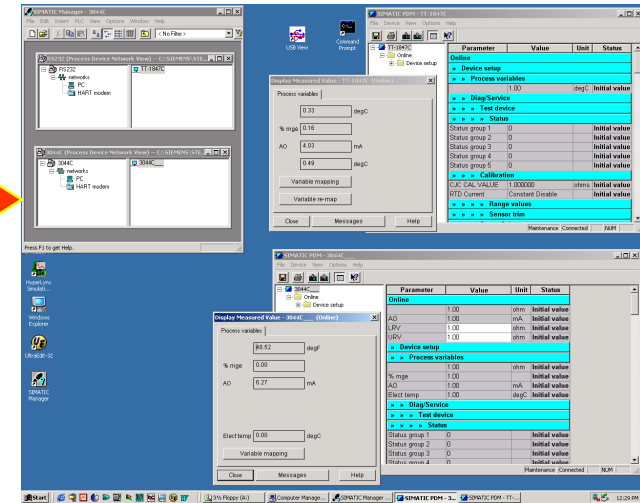 SIMATIC Manager - 3044C
File Edit Insert PLC View Options Window Help
< No Filter >
RS232 (Process Device Network View) -- C:\SIEMENS\STE...
RS232
networks
PC
HART modem
TT-1847C
3044C (Process Device Network View) -- C:\SIEMENS\STE...
3044C
networks
PC
HART modem
3044C__
Press F1 to get Help.
USB View
Command Prompt
SIMATIC PDM - TT-1847C
File Device View Options Help
TT-1847C
Online
Device setup
Parameter Value Unit Status
Online
» Device setup
» » Process variables
1.00 degC Initial value
» » Diag/Service
» » » Test device
» » » » Status
Status group 1 0 Initial value
Status group 2 0 Initial value
Status group 3 0 Initial value
Status group 4 0 Initial value
Status group 5 0 Initial value
» » » Calibration
CJC CAL VALUE 1.000000 ohms Initial value
RTD Current Constant Disable Initial value
» » » » Range values
» » » » Sensor trim
Maintenance Connected NUM
Display Measured Value - TT-1847C (Online)
Process variables
0.33 degC
% rnge 0.16
AO 4.03 mA
0.49 degC
Variable mapping
Variable re-map
Close Messages Help
HyperLynx Simulati...
Windows Explorer
UltraEdit-32
SIMATIC Manager
SIMATIC PDM - 3044C__
File Device View Options Help
3044C__
Online
Device setup
Parameter Value Unit Status
Online
1.00 ohm Initial value
AO 1.00 mA Initial value
LRV 1.00 ohm Initial value
URV 1.00 ohm Initial value
» Device setup
» » Process variables
1.00 ohm Initial value
% rnge 1.00 Initial value
AO 1.00 mA Initial value
Elect temp 1.00 degC Initial value
» » Diag/Service
» » » Test device
» » » » Status
Status group 1 0 Initial value
Status group 2 0 Initial value
Status group 3 0 Initial value
Status group 4 0 Initial value
Maintenance Connected NUM
Display Measured Value - 3044C__ (Online)
Process variables
degF
% rnge 0.00
AO 6.27 mA
Elect temp 0.00 degC
Variable mapping
Close Messages Help
Start
3½ Floppy (A:)
Computer Manage...
SIMATIC Manager ...
SIMATIC PDM - 3...
SIMATIC PDM - TT-...
12:29 PM